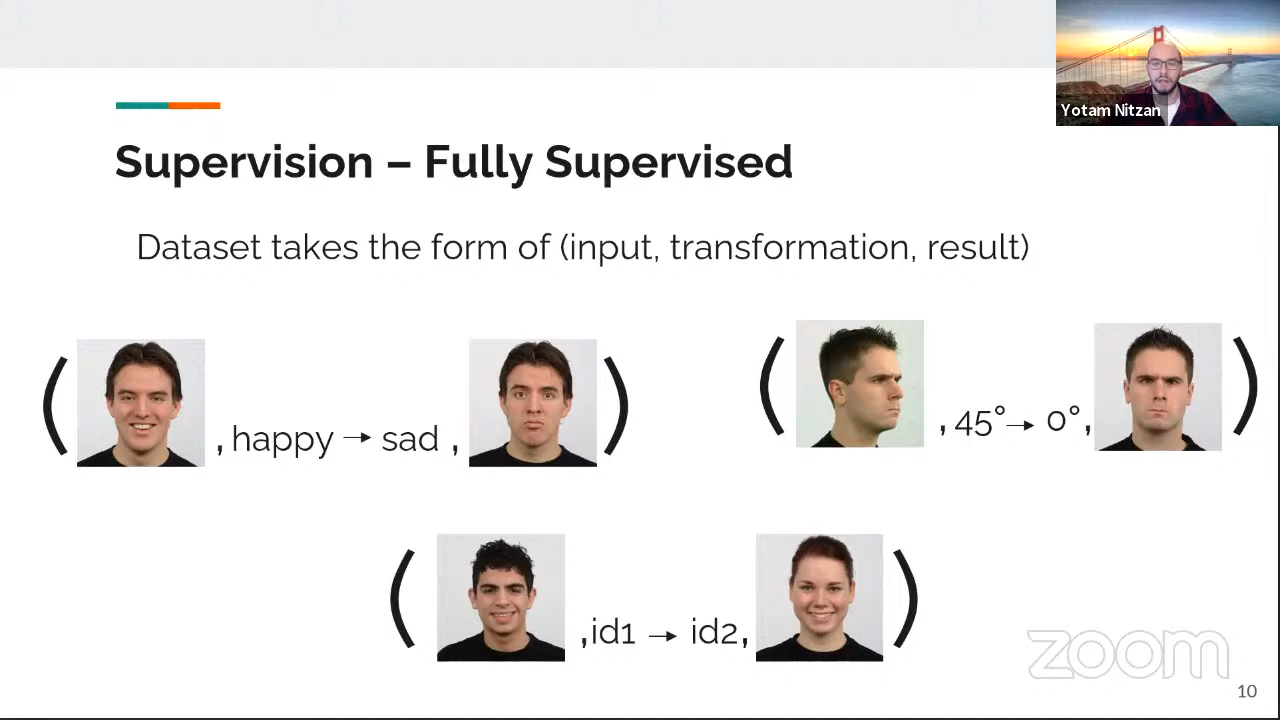 Yotam Nitzan
Supervision – Fully Supervised
Dataset takes the form of (input, transformation, result)
( , happy → sad , )
( , 45° → 0°, )
( ,id1 → id2, )
zoom
10